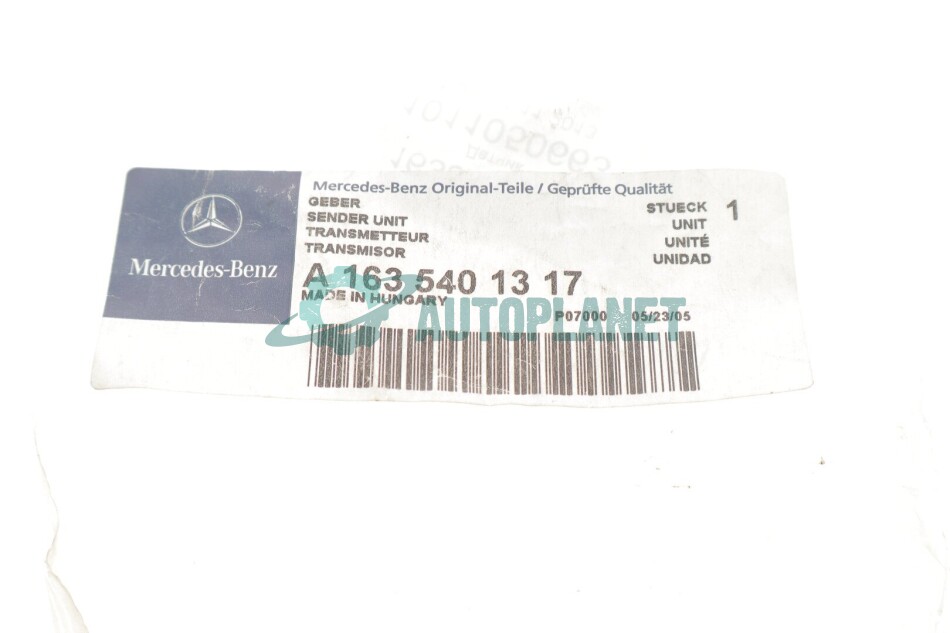 Mercedes-Benz
Mercedes-Benz Original-Teile / Geprüfte Qualität
GEBER
SENDER UNIT
TRANSMETTEUR
TRANSMISOR
STUECK 1
UNIT
UNITÉ
UNIDAD
A 163 540 13 17
MADE IN HUNGARY
P07000 05/23/05
AUTOPLANET